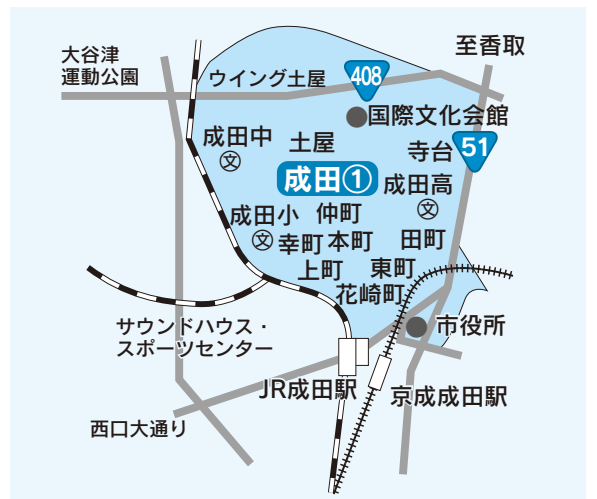 大谷津
運動公園
ウイング土屋
408
至香取
国際文化会館
成田中
土屋
寺台
51
文
成田①
成田高
文
成田小
仲町
文
幸町
本町
田町
上町
東町
花崎町
サウンドハウス・
スポーツセンター
市役所
JR成田駅
京成成田駅
西口大通り